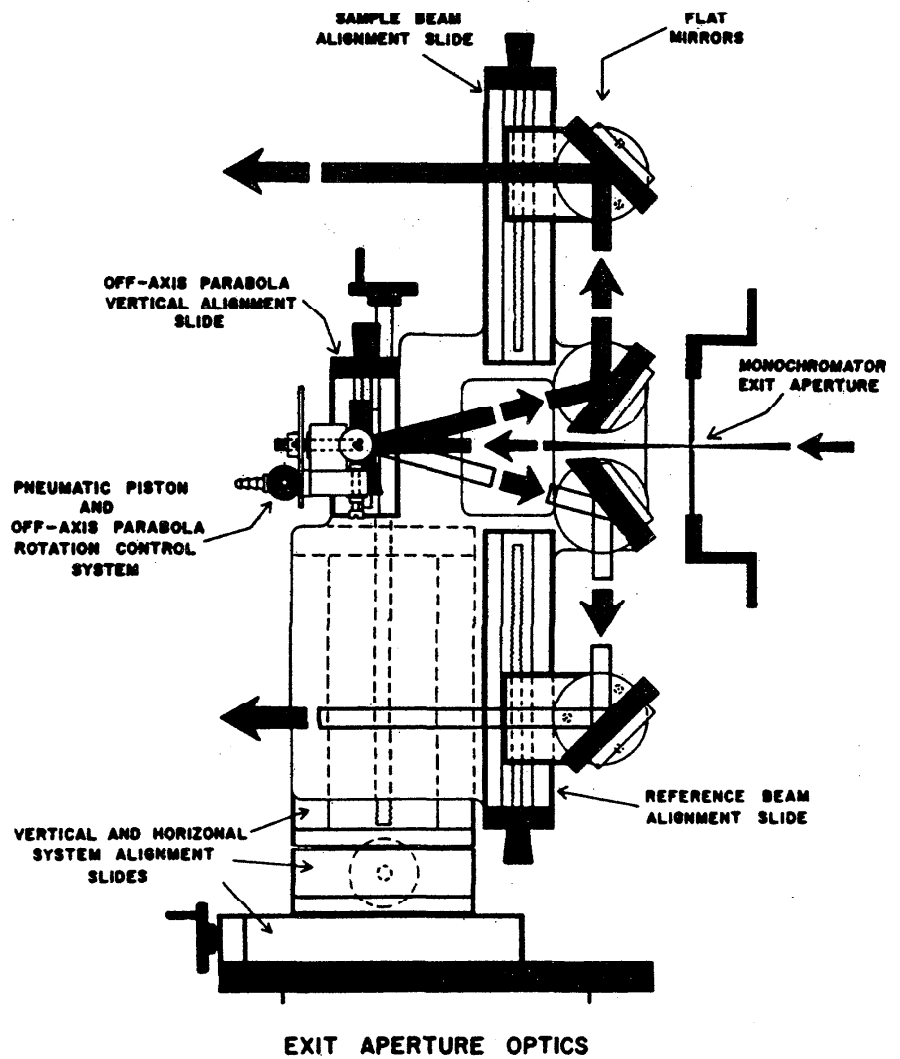 SAMPLE BEAM
ALIGNMENT SLIDE
FLAT
MIRRORS
OFF-AXIS PARABOLA
VERTICAL ALIGNMENT
SLIDE
MONOCHROMATOR
EXIT APERTURE
PNEUMATIC PISTON
AND
OFF-AXIS PARABOLA
ROTATION CONTROL
SYSTEM
REFERENCE BEAM
ALIGNMENT SLIDE
VERTICAL AND HORIZONAL
SYSTEM ALIGNMENT
SLIDES
EXIT APERTURE OPTICS